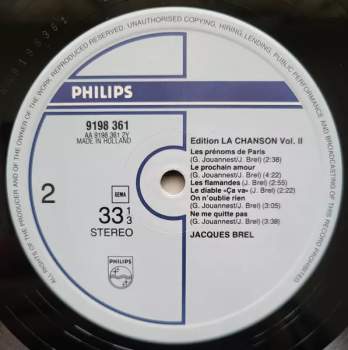 ALL RIGHTS OF THE PRODUCER AND OF THE OWNER OF THE WORK REPRODUCED RESERVED. UNAUTHORISED COPYING, HIRING, LENDING, PUBLIC PERFORMANCE AND BROADCASTING OF THIS RECORD PROHIBITED
PHILIPS
9198 361
AA 9198 361 2Y
MADE IN HOLLAND
2
GEMA
33 1/3
STEREO
PHILIPS
Edition LA CHANSON Vol. II
Les prénoms de Paris
(G. Jouannest/J. Brel) (2:38)
Le prochain amour
(G. Jouannest/J. Brel) (4:22)
Les flamandes (J. Brel) (2:55)
Le diable «Ça va» (J. Brel) (2:22)
On n'oublie rien
(G. Jouannest/J. Brel) (3:05)
Ne me quitte pas
(G. Jouannest/J. Brel) (3:38)
JACQUES BREL